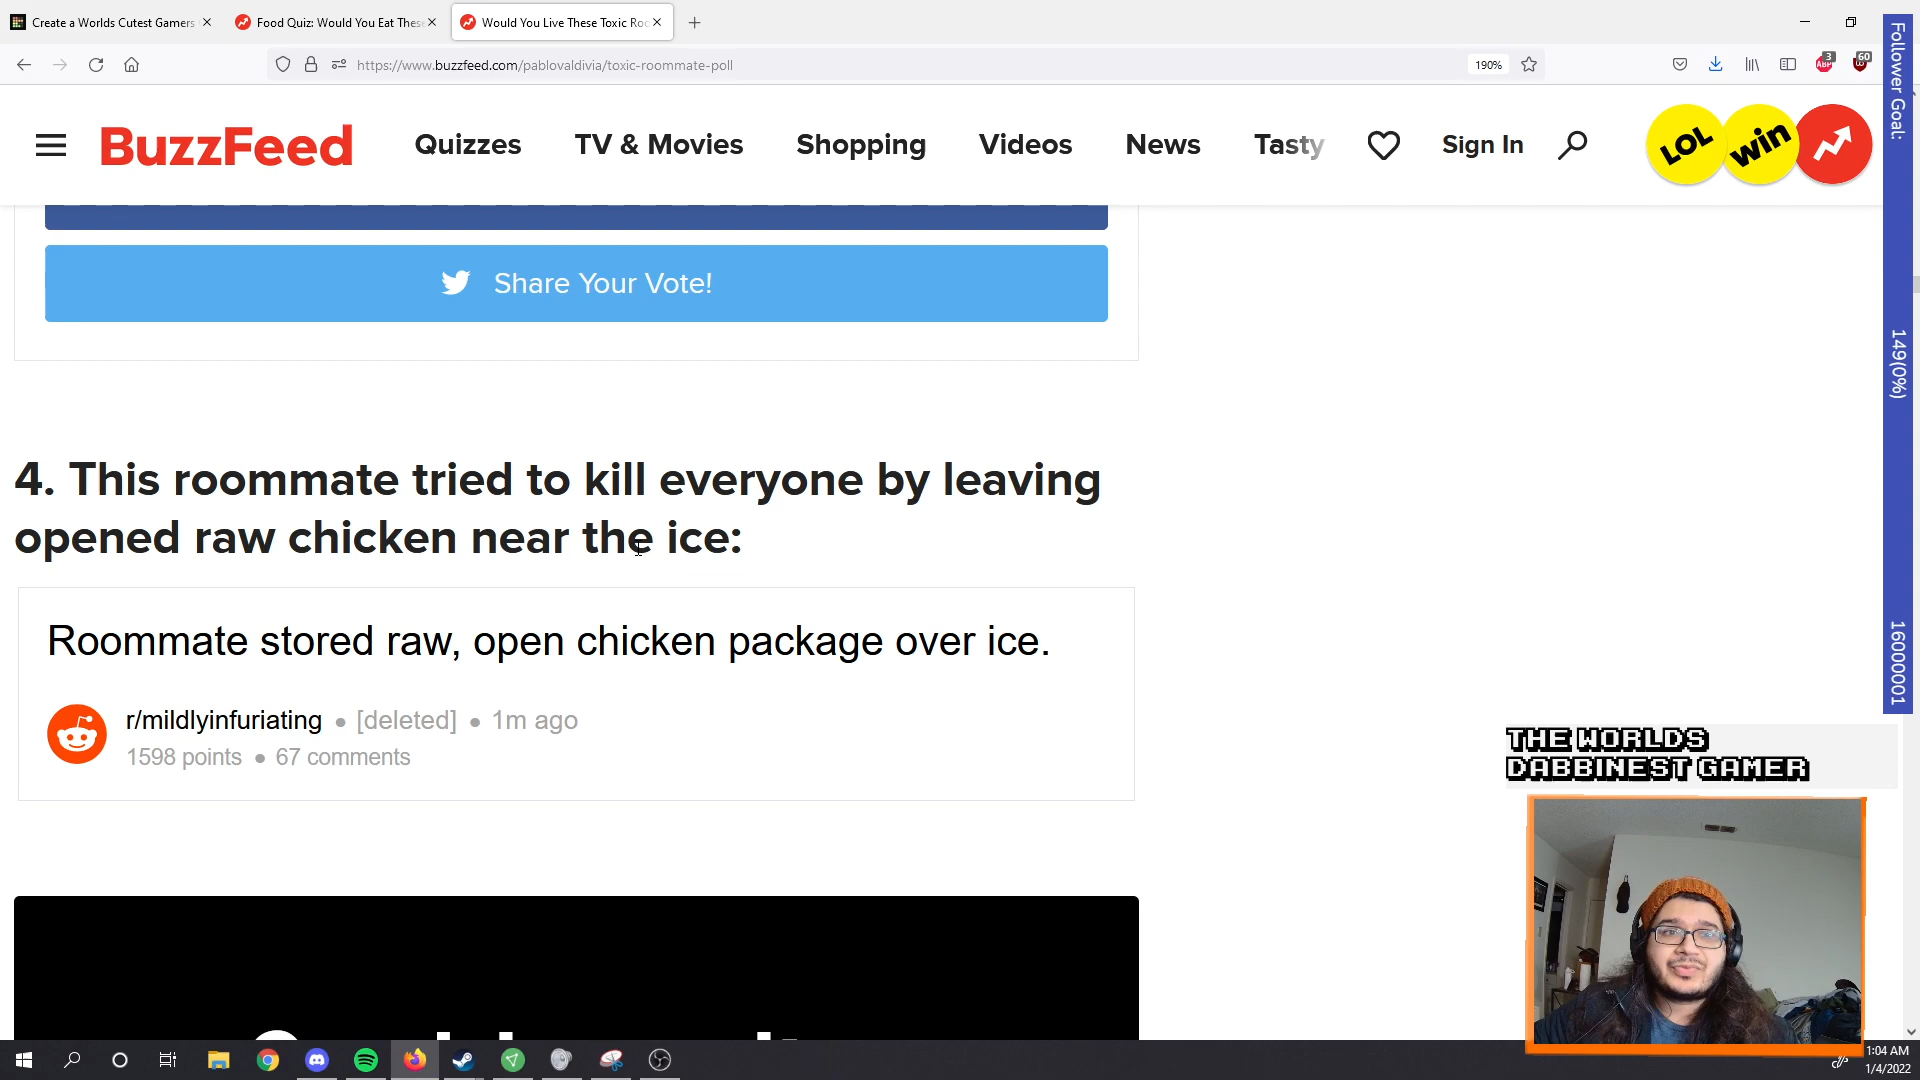 Create a Worlds Cutest Gamers
Food Quiz: Would You Eat Thes
Would You Live These Toxic Roo
https://www.buzzfeed.com/pablovaldivia/toxic-roommate-poll
190%
ABP
3
60
BuzzFeed
Quizzes
TV & Movies
Shopping
Videos
News
Tasty
Sign In
LOL
win
Follower Goal:
149(0%)
16000001
Share Your Vote!
4. This roommate tried to kill everyone by leaving
opened raw chicken near the ice:
Roommate stored raw, open chicken package over ice.
r/mildlyinfuriating • [deleted] • 1m ago
1598 points • 67 comments
THE WORLDS
DABBINEST GAMER
1:04 AM
1/4/2022